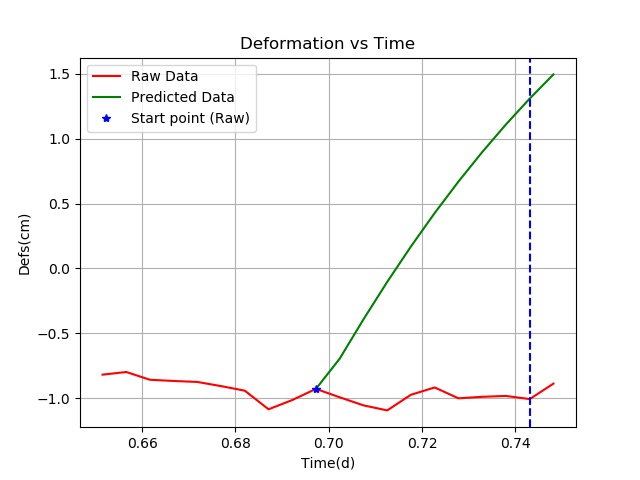 Deformation vs Time
Raw Data
Predicted Data
Start point (Raw)
1.5
1.0
0.5
0.0
−0.5
−1.0
Defs(cm)
0.66 0.68 0.70 0.72 0.74
Time(d)